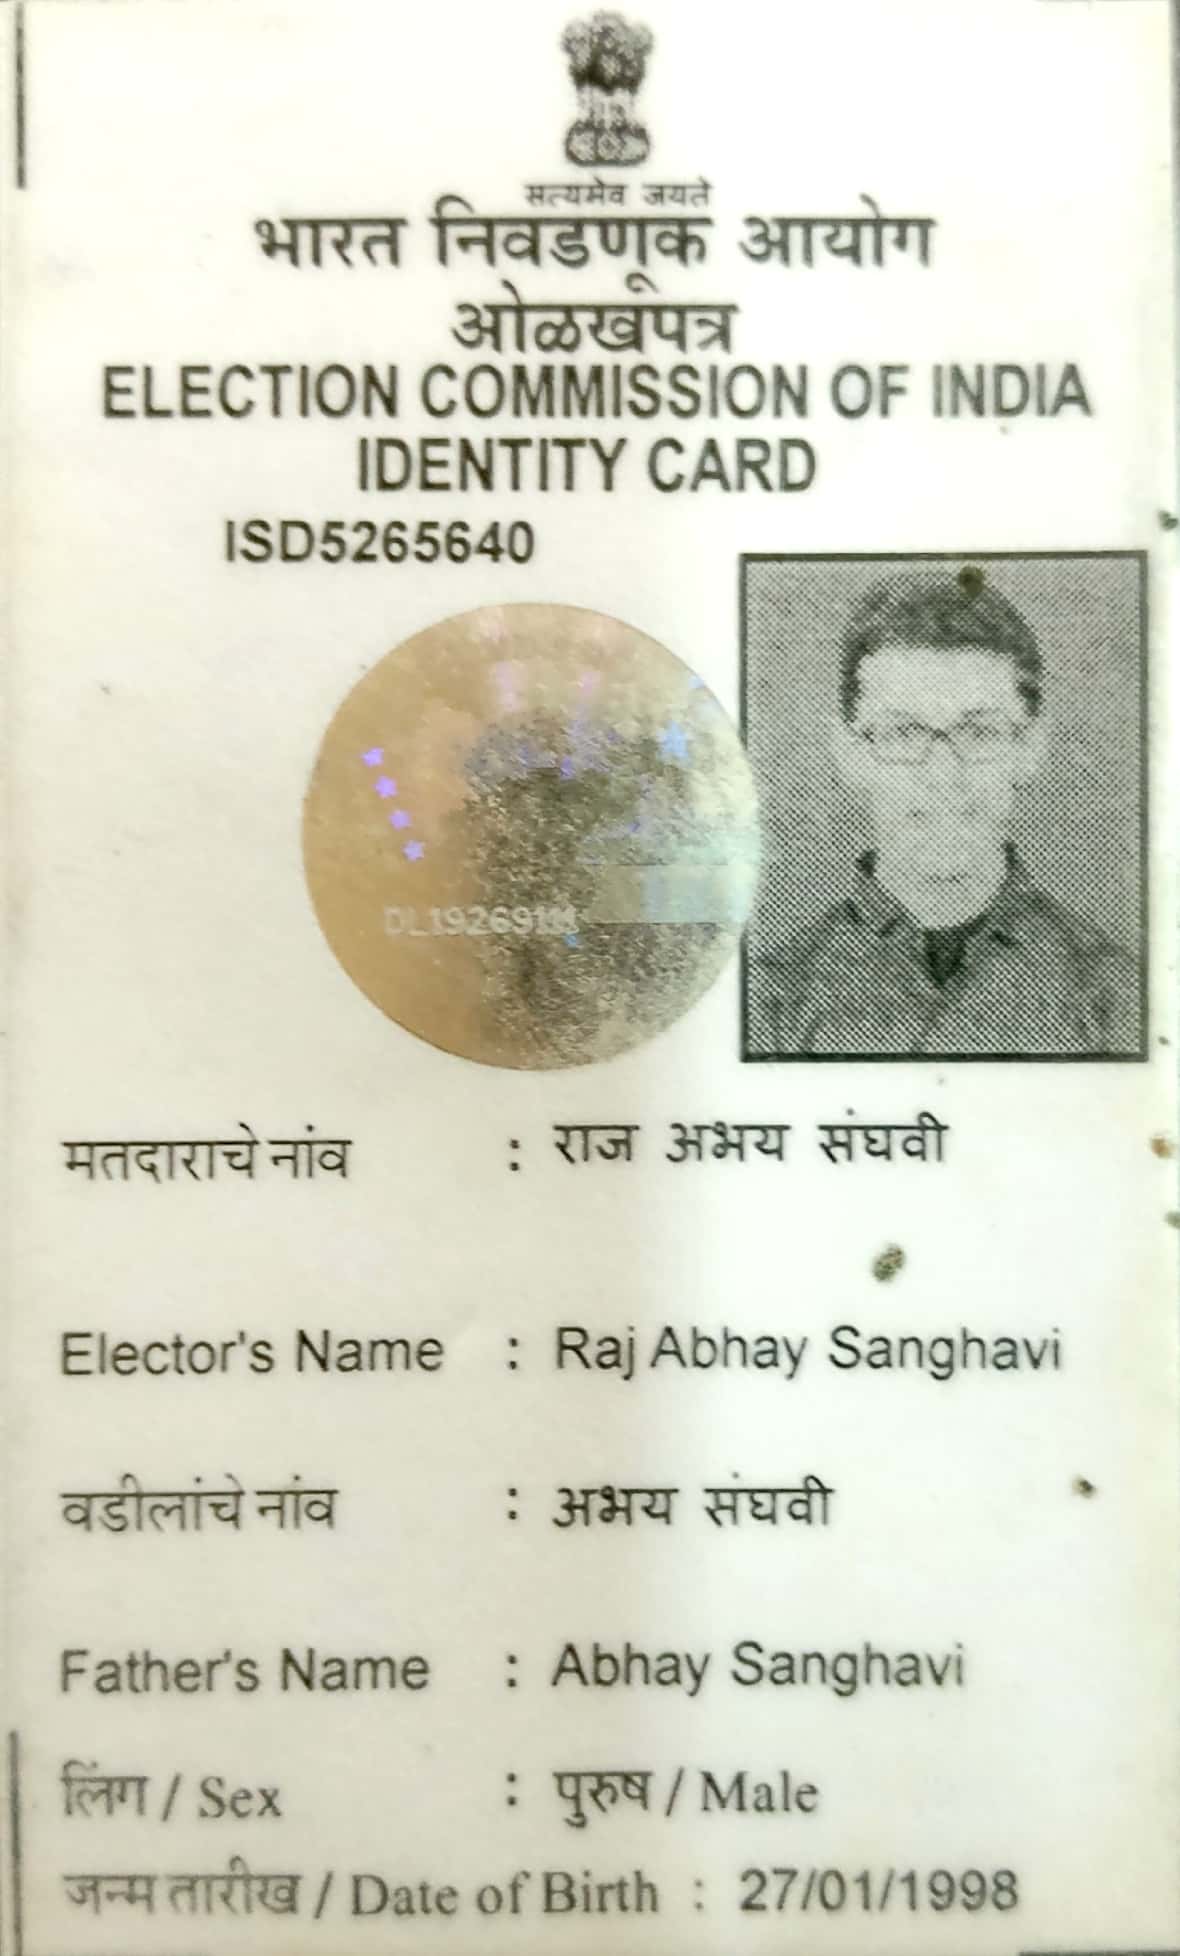 सत्यमेव जयते
भारत निवडणूक आयोग
ओळखपत्र
ELECTION COMMISSION OF INDIA
IDENTITY CARD
ISD5265640
मतदाराचे नांव : राज अभय संघवी
Elector's Name : Raj Abhay Sanghavi
वडीलांचे नांव : अभय संघवी
Father's Name : Abhay Sanghavi
लिंग / Sex : पुरुष / Male
जन्म तारीख / Date of Birth : 27/01/1998